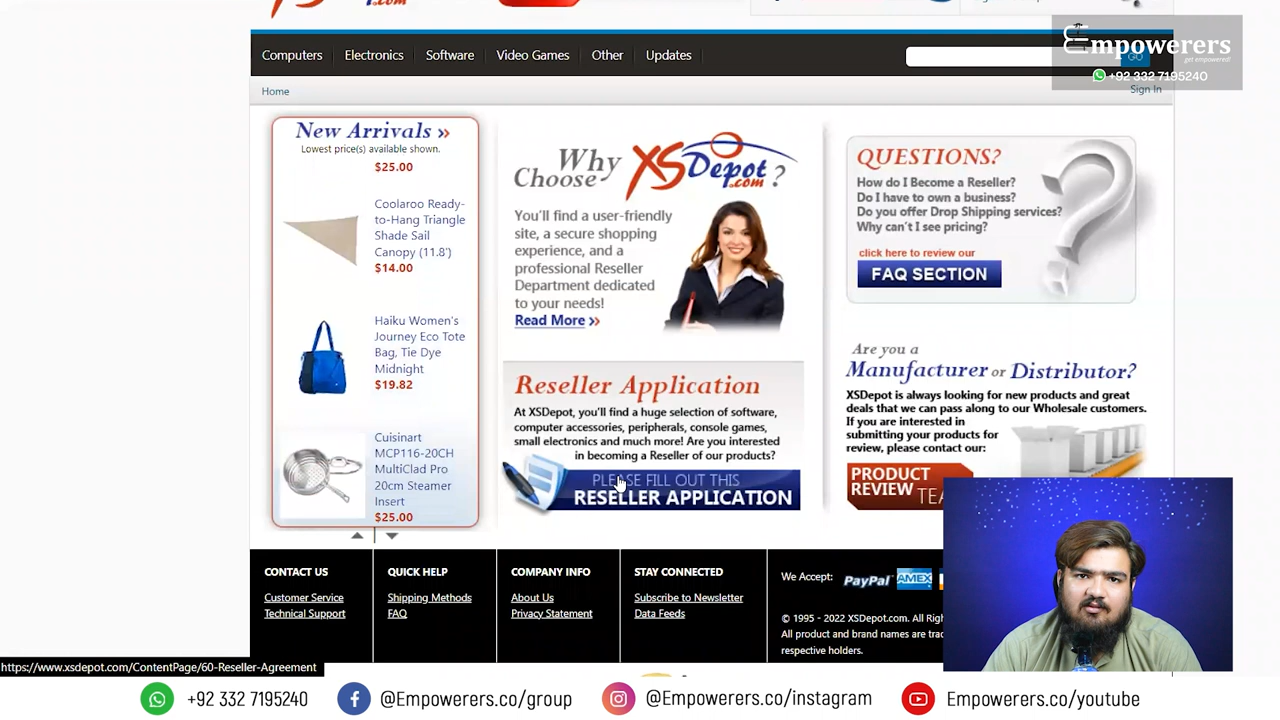 Computers
Electronics
Software
Video Games
Other
Updates
Empowerers
get empowered!
+92 332 7195240
Home
Sign In
New Arrivals »
Lowest price(s) available shown.
$25.00
Coolaroo Ready-
to-Hang Triangle
Shade Sail
Canopy (11.8')
$14.00
Haiku Women's
Journey Eco Tote
Bag, Tie Dye
Midnight
$19.82
Cuisinart
MCP116-20CH
MultiClad Pro
20cm Steamer
Insert
$25.00
Why
Choose XSDepot.com ?
You'll find a user-friendly
site, a secure shopping
experience, and a
professional Reseller
Department dedicated
to your needs!
Read More »
Reseller Application
At XSDepot, you'll find a huge selection of software,
computer accessories, peripherals, console games,
small electronics and much more! Are you interested
in becoming a Reseller of our products?
PLEASE FILL OUT THIS
RESELLER APPLICATION
QUESTIONS?
How do I Become a Reseller?
Do I have to own a business?
Do you offer Drop Shipping services?
Why can't I see pricing?
click here to review our
FAQ SECTION
Are you a
Manufacturer or Distributor?
XSDepot is always looking for new products and great
deals that we can pass along to our Wholesale customers.
If you are interested in
submitting your products for
review, please contact our:
PRODUCT
REVIEW TEA
CONTACT US
Customer Service
Technical Support
QUICK HELP
Shipping Methods
FAQ
COMPANY INFO
About Us
Privacy Statement
STAY CONNECTED
Subscribe to Newsletter
Data Feeds
We Accept: PayPal AMEX
© 1995 - 2022 XSDepot.com. All Rig
All product and brand names are trad
respective holders.
https://www.xsdepot.com/ContentPage/60-Reseller-Agreement
+92 332 7195240
@Empowerers.co/group
@Empowerers.co/instagram
Empowerers.co/youtube